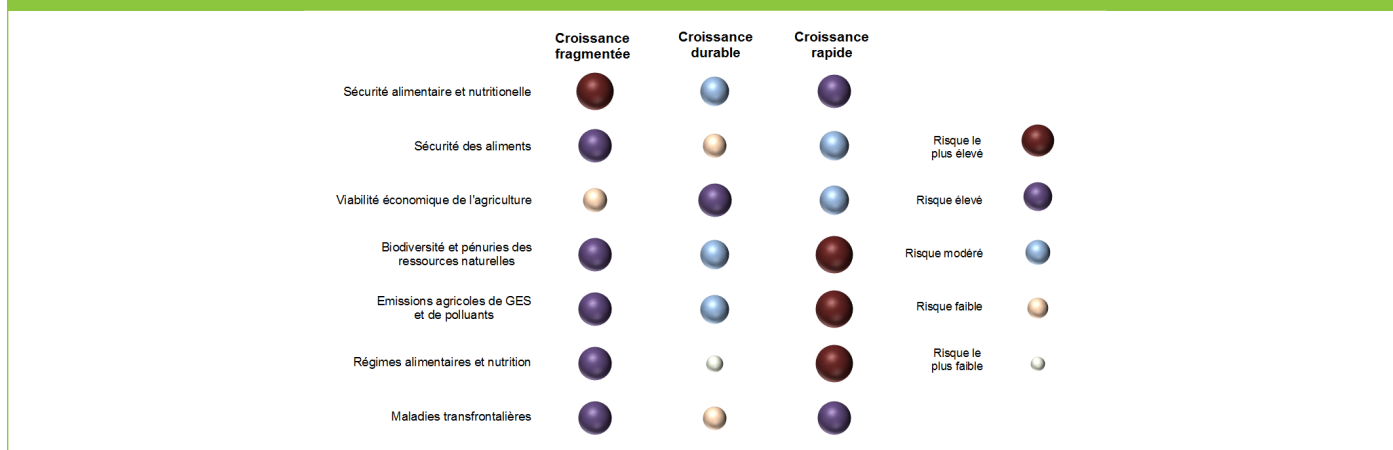 Croissance
fragmentée
Croissance
durable
Croissance
rapide
Sécurité alimentaire et nutritionelle
Sécurité des aliments
Risque le
plus élevé
Viabilité économique de l'agriculture
Risque élevé
Biodiversité et pénuries des
ressources naturelles
Risque modéré
Emissions agricoles de GES
et de polluants
Risque faible
Régimes alimentaires et nutrition
Risque le
plus faible
Maladies transfrontalières